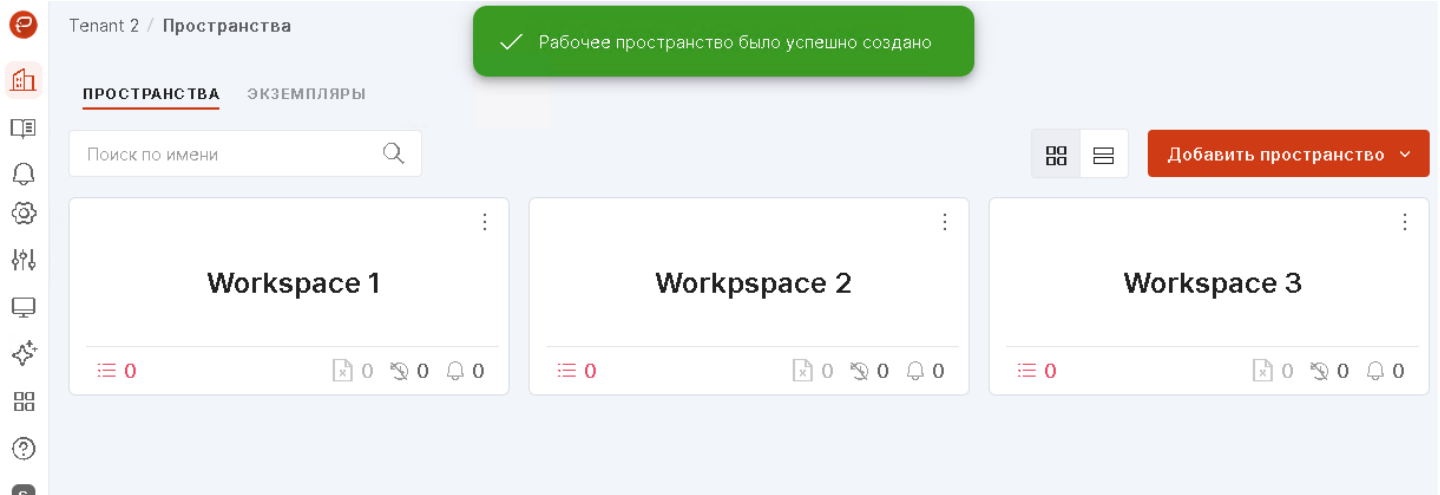 Tenant 2 / Пространства
Рабочее пространство было успешно создано
ПРОСТРАНСТВА ЭКЗЕМПЛЯРЫ
Поиск по имени
Добавить пространство
Workspace 1
Workpspace 2
Workspace 3
0 0 0 0
0 0 0 0
0 0 0 0